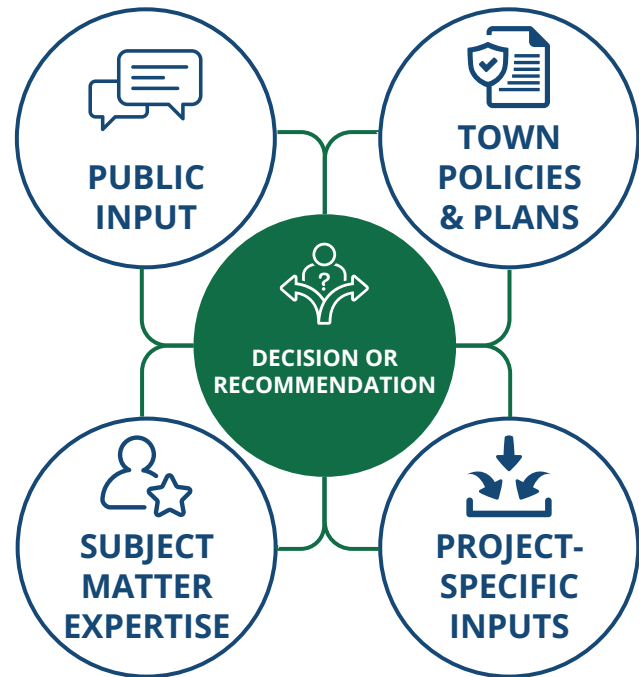 PUBLIC
INPUT
TOWN
POLICIES
& PLANS
?
DECISION OR
RECOMMENDATION
SUBJECT
MATTER
EXPERTISE
PROJECT-
SPECIFIC
INPUTS